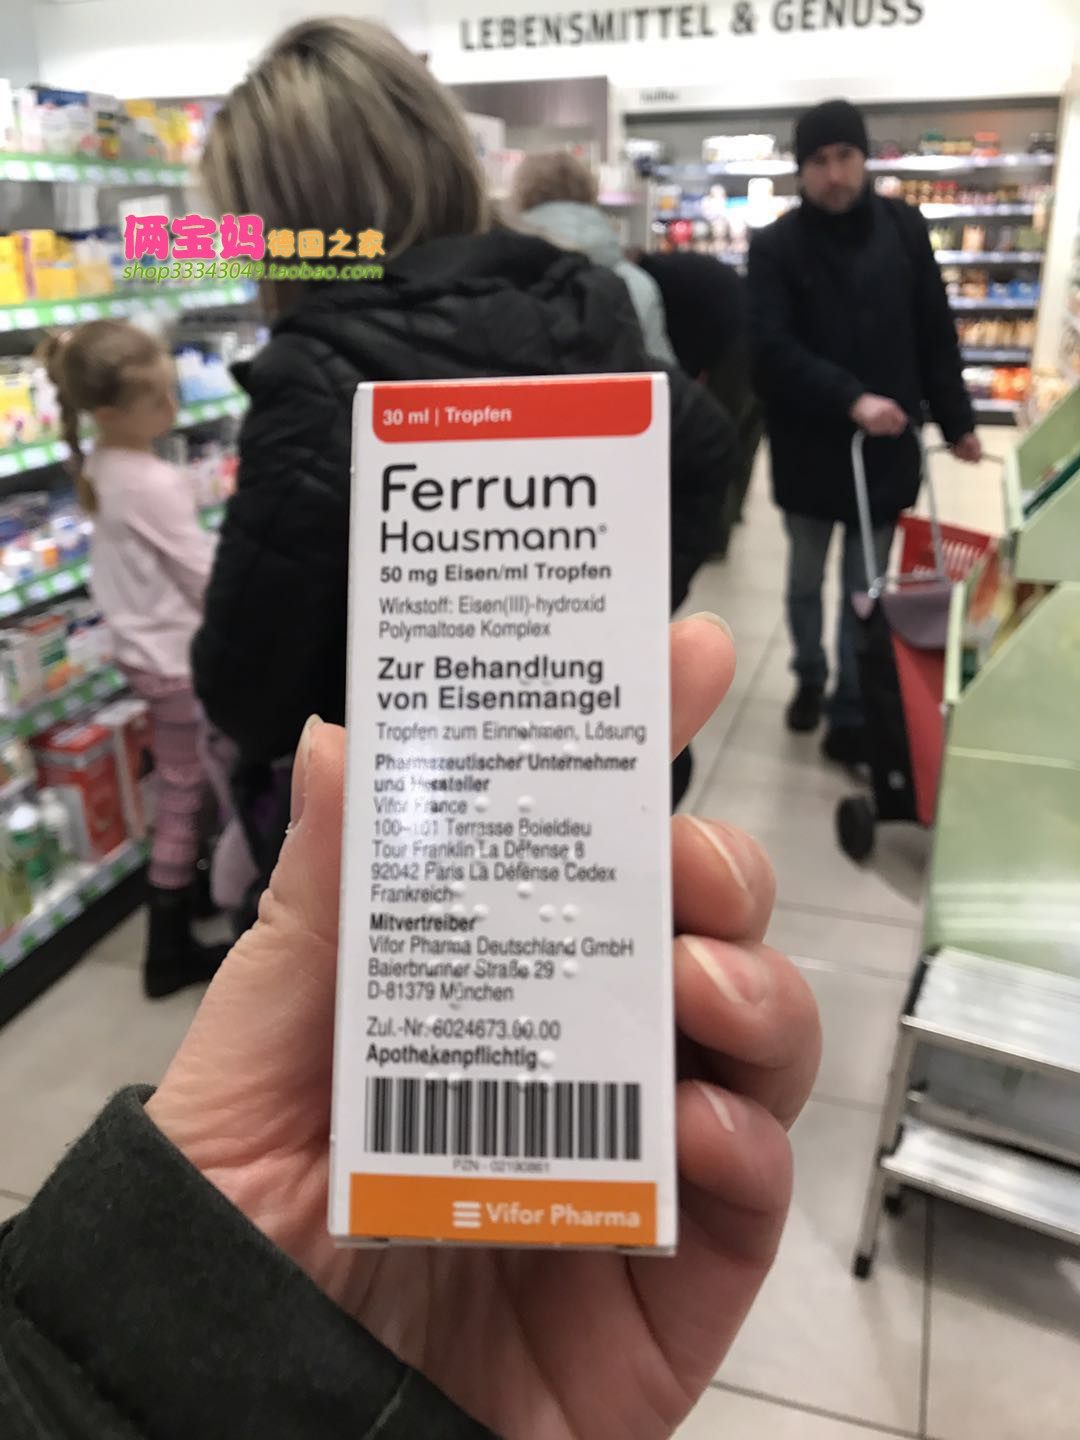 LEBENSMITTEL & GENUSS
俩宝妈德国之家
shop33343049.taobao.com
30 ml | Tropfen
Ferrum
Hausmann®
50 mg Eisen/ml Tropfen
Wirkstoff: Eisen(III)-hydroxid
Polymaltose Komplex
Zur Behandlung
von Eisenmangel
Tropfen zum Einnehmen, Lösung
Pharmazeutischer Unternehmer
und Hersteller
Vifor France
100–101 Terrasse Boieldieu
Tour Franklin La Défense 8
92042 Paris La Défense Cedex
Frankreich
Mitvertreiber
Vifor Pharma Deutschland GmbH
Baierbrunner Straße 29
D-81379 München
Zul.-Nr. 6024673.00.00
Apothekenpflichtig
PZN - 02190861
Vifor Pharma